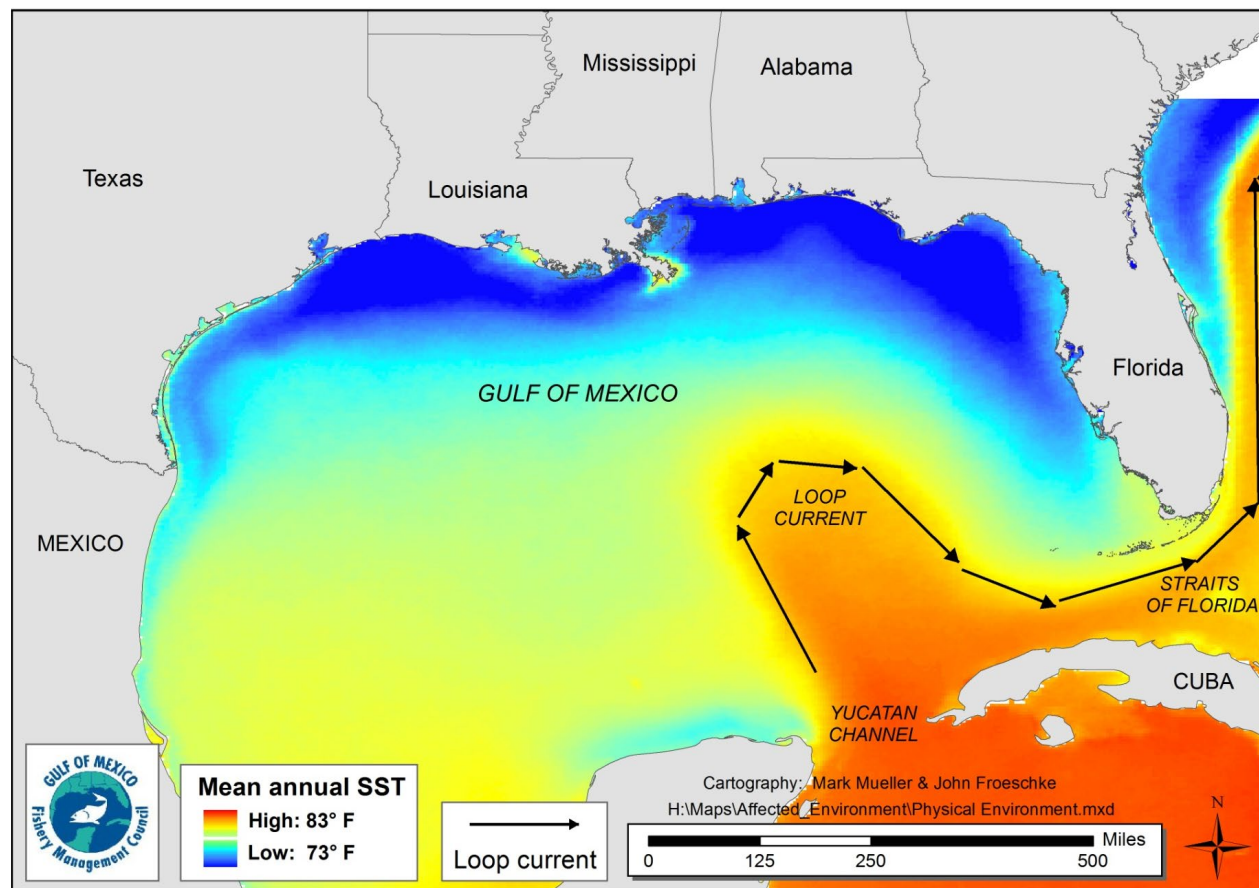 Mississippi
Alabama
Texas
Louisiana
Florida
GULF OF MEXICO
LOOP
CURRENT
MEXICO
STRAITS
OF FLORIDA
CUBA
YUCATAN
CHANNEL
GULF OF MEXICO
Fishery Management Council
Mean annual SST
High: 83° F
Low: 73° F
Loop current
Cartography: Mark Mueller & John Froeschke
H:\Maps\Affected_Environment\Physical Environment.mxd
Miles
0 125 250 500
N